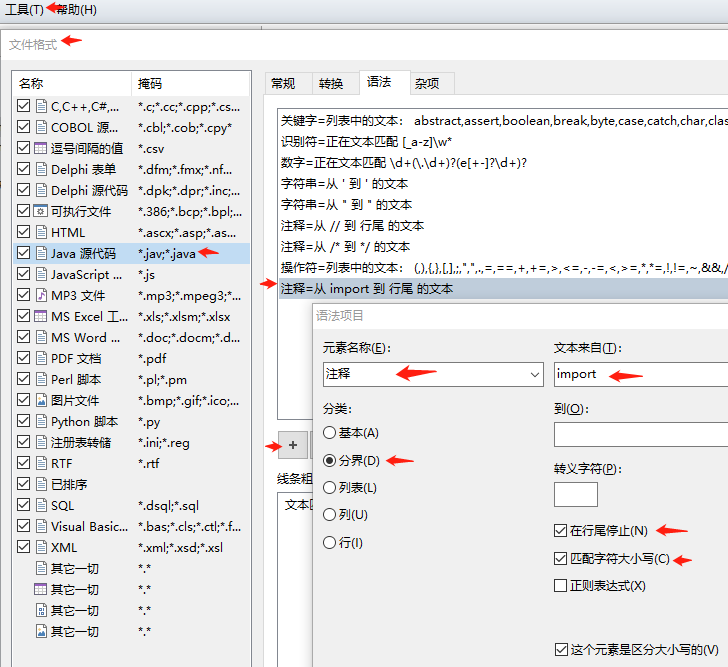 工具(T) 帮助(H)
文件格式
名称 掩码
C,C++,C#,... *.c;*.cc;*.cpp;*.cs...
COBOL 源... *.cbl;*.cob;*.cpy*
逗号间隔的值 *.csv
Delphi 表单 *.dfm;*.fmx;*.nf...
Delphi 源代码 *.dpk;*.dpr;*.inc;...
可执行文件 *.386;*.bcp;*.bpl;...
HTML *.ascx;*.asp;*.as...
Java 源代码 *.jav;*.java
JavaScript ... *.js
MP3 文件 *.mp3;*.mpeg3;*...
MS Excel 工... *.xls;*.xlsm;*.xlsx
MS Word ... *.doc;*.docm;*.d...
PDF 文档 *.pdf
Perl 脚本 *.pl;*.pm
图片文件 *.bmp;*.gif;*.ico;...
Python 脚本 *.py
注册表转储 *.ini;*.reg
RTF *.rtf
已排序
SQL *.dsql;*.sql
Visual Basic... *.bas;*.cls;*.ctl;*.f...
XML *.xml;*.xsd;*.xsl
其它一切 *.*
其它一切 *.*
其它一切 *.*
其它一切 *.*
常规 转换 语法 杂项
关键字=列表中的文本: abstract,assert,boolean,break,byte,case,catch,char,clas
识别符=正在文本匹配 [_a-z]\w*
数字=正在文本匹配 \d+(\.\d+)?(e[+-]?\d+)?
字符串=从 ' 到 ' 的文本
字符串=从 " 到 " 的文本
注释=从 // 到 行尾 的文本
注释=从 /* 到 */ 的文本
操作符=列表中的文本: (,),{,},[,],;,",",.,=,==,+,+=,>,<=,-,-=,<,>=,*,*=,!,!=,~,&&,/
注释=从 import 到 行尾 的文本
+
线条粗
文本匹
语法项目
元素名称(E):
注释
分类:
基本(A)
分界(D)
列表(L)
列(U)
行(I)
文本来自(T):
import
到(O):
转义字符(P):
在行尾停止(N)
匹配字符大小写(C)
正则表达式(X)
这个元素是区分大小写的(V)